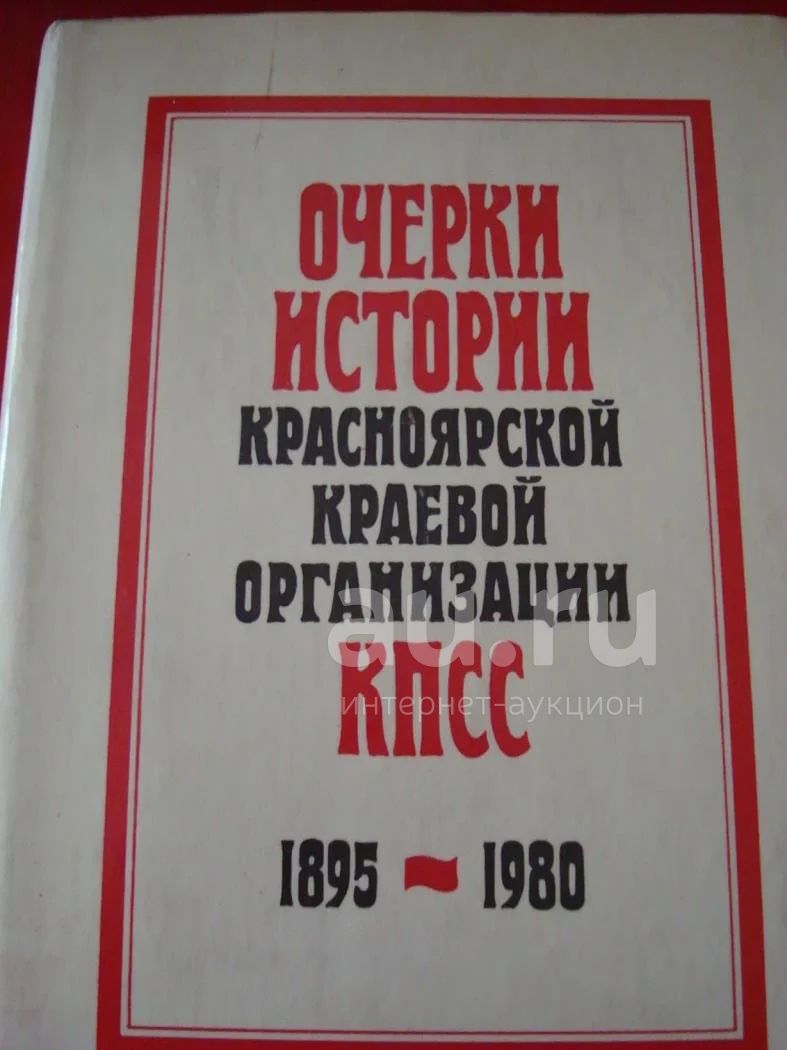 ОЧЕРКИ
ИСТОРИИ
КРАСНОЯРСКОЙ
КРАЕВОЙ
ОРГАНИЗАЦИИ
au.ru
КПСС
интернет-аукцион
1895 ~ 1980